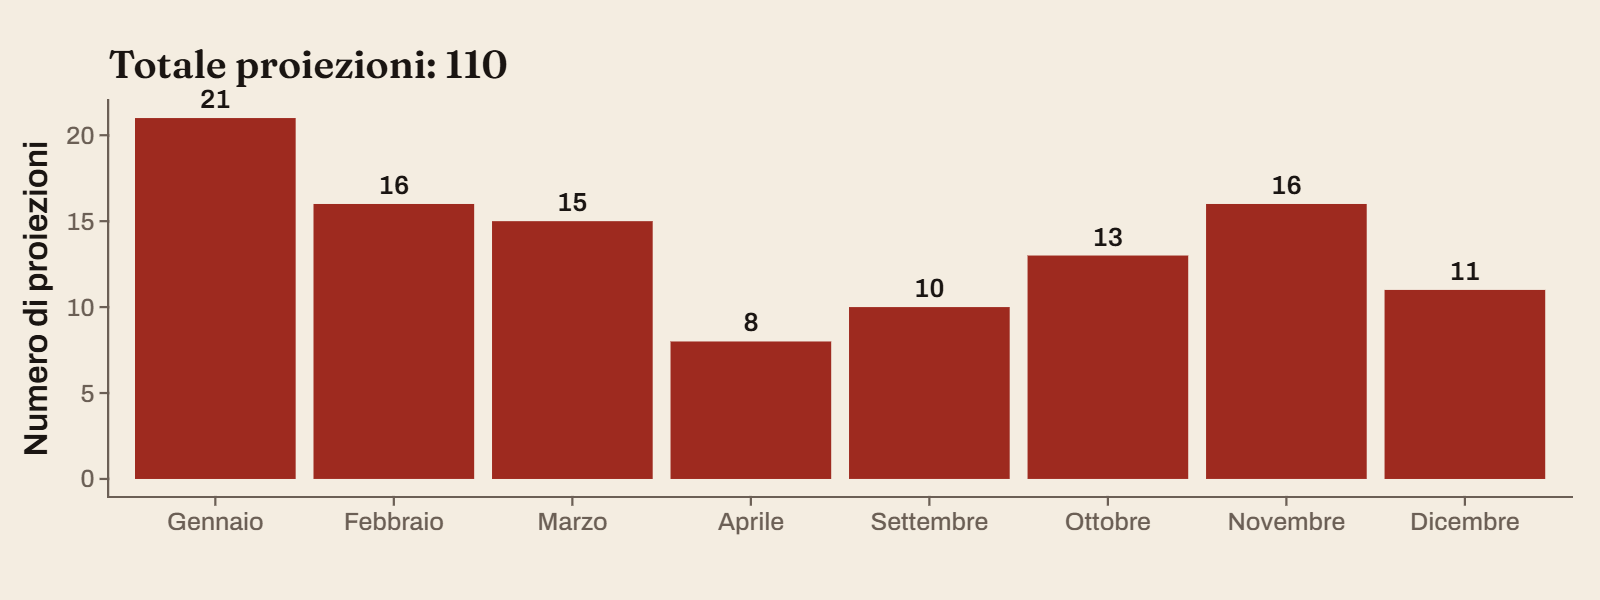 Totale proiezioni: 110
Numero di proiezioni
20
15
10
5
0
21
16
15
8
10
13
16
11
Gennaio
Febbraio
Marzo
Aprile
Settembre
Ottobre
Novembre
Dicembre